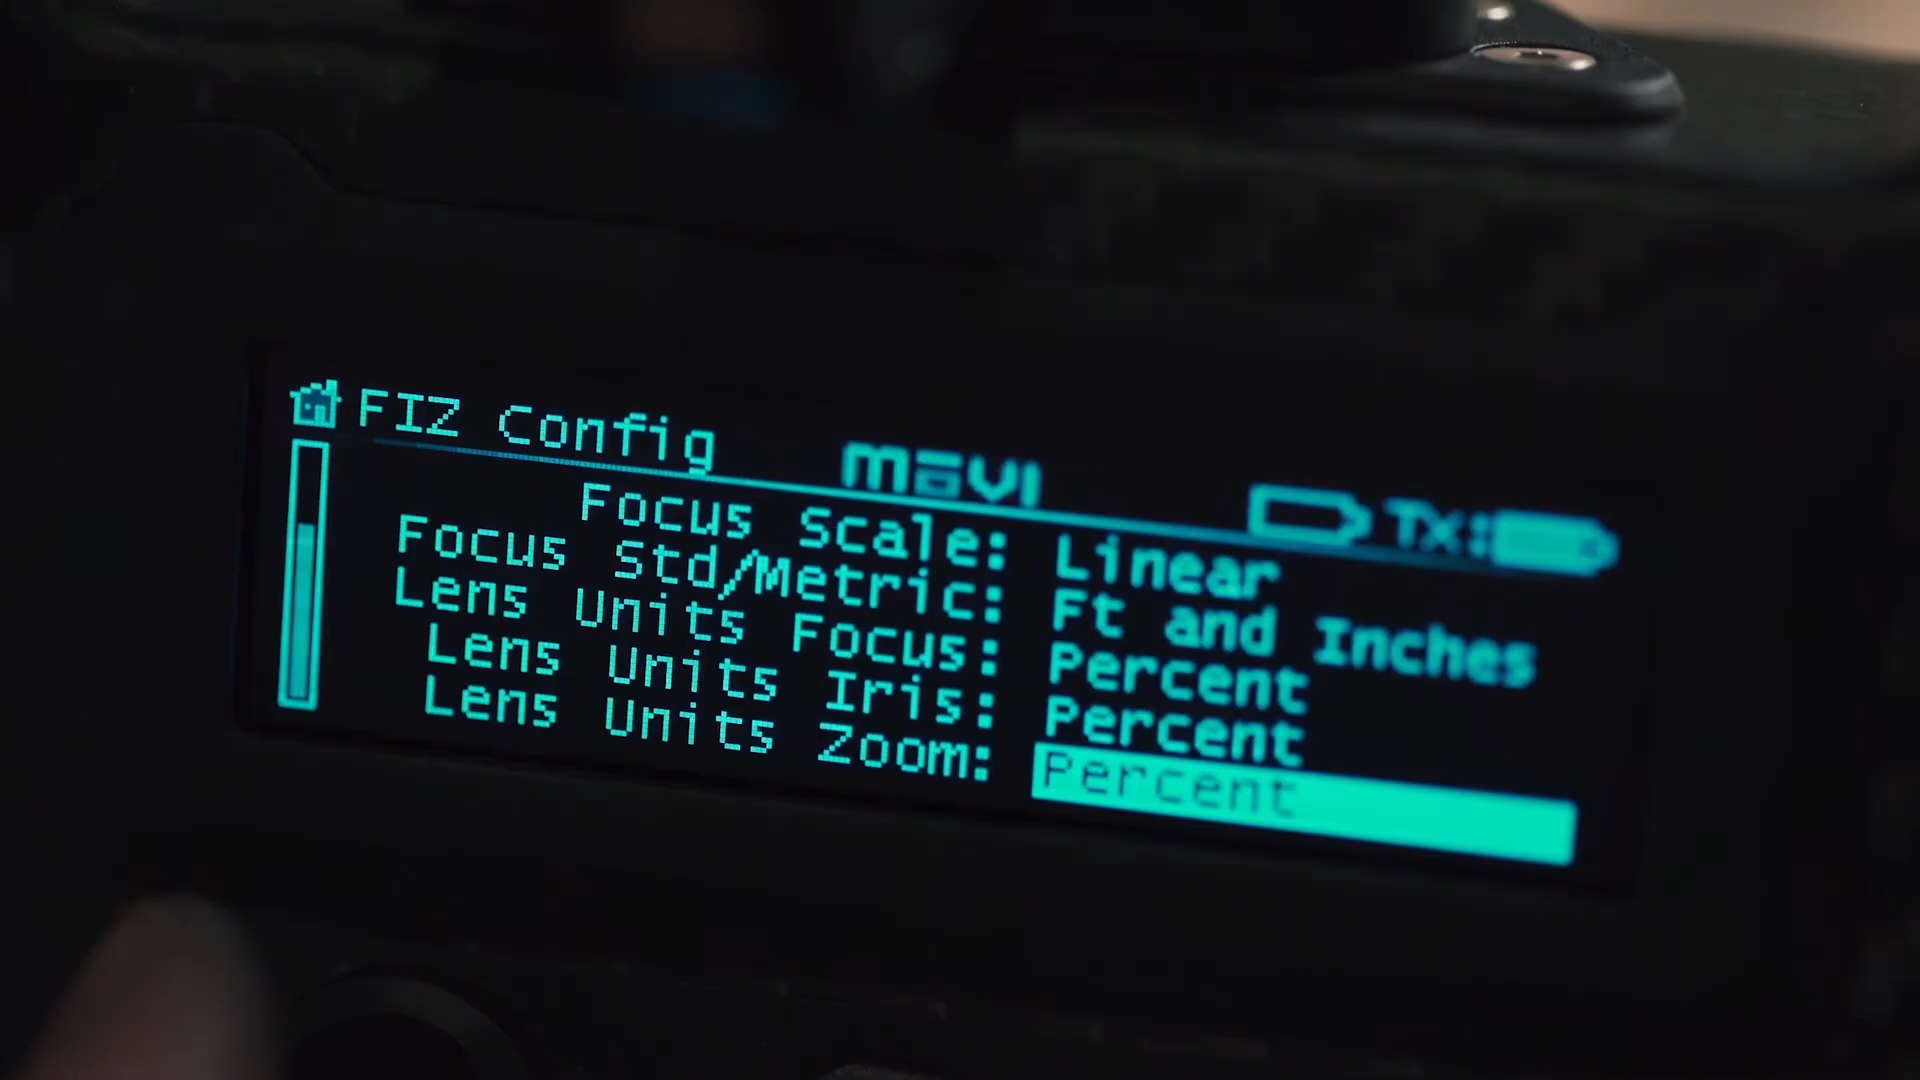 FIZ Config
mōvi
Tx:
Focus Scale: Linear
Focus Std/Metric: Ft and Inches
Lens Units Focus: Percent
Lens Units Iris: Percent
Lens Units Zoom: Percent